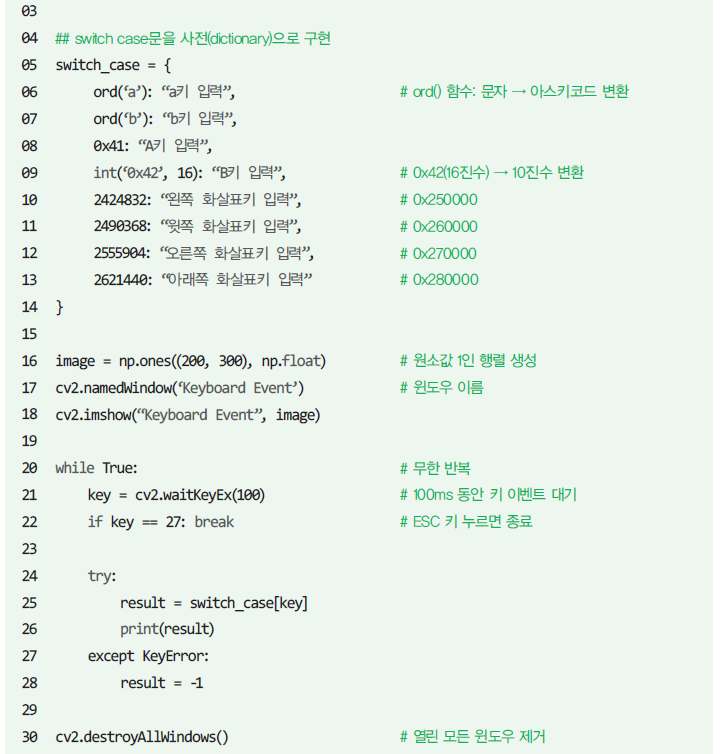 03
04 ## switch case문을 사전(dictionary)으로 구현
05 switch_case = {
06 ord(‘a’): “a키 입력”, # ord() 함수: 문자 → 아스키코드 변환
07 ord(‘b’): “b키 입력”,
08 0x41: “A키 입력”,
09 int(‘0x42’, 16): “B키 입력”, # 0x42(16진수) → 10진수 변환
10 2424832: “왼쪽 화살표키 입력”, # 0x250000
11 2490368: “윗쪽 화살표키 입력”, # 0x260000
12 2555904: “오른쪽 화살표키 입력”, # 0x270000
13 2621440: “아래쪽 화살표키 입력” # 0x280000
14 }
15
16 image = np.ones((200, 300), np.float) # 원소값 1인 행렬 생성
17 cv2.namedWindow(‘Keyboard Event’) # 윈도우 이름
18 cv2.imshow(“Keyboard Event”, image)
19
20 while True: # 무한 반복
21 key = cv2.waitKeyEx(100) # 100ms 동안 키 이벤트 대기
22 if key == 27: break # ESC 키 누르면 종료
23
24 try:
25 result = switch_case[key]
26 print(result)
27 except KeyError:
28 result = -1
29
30 cv2.destroyAllWindows() # 열린 모든 윈도우 제거